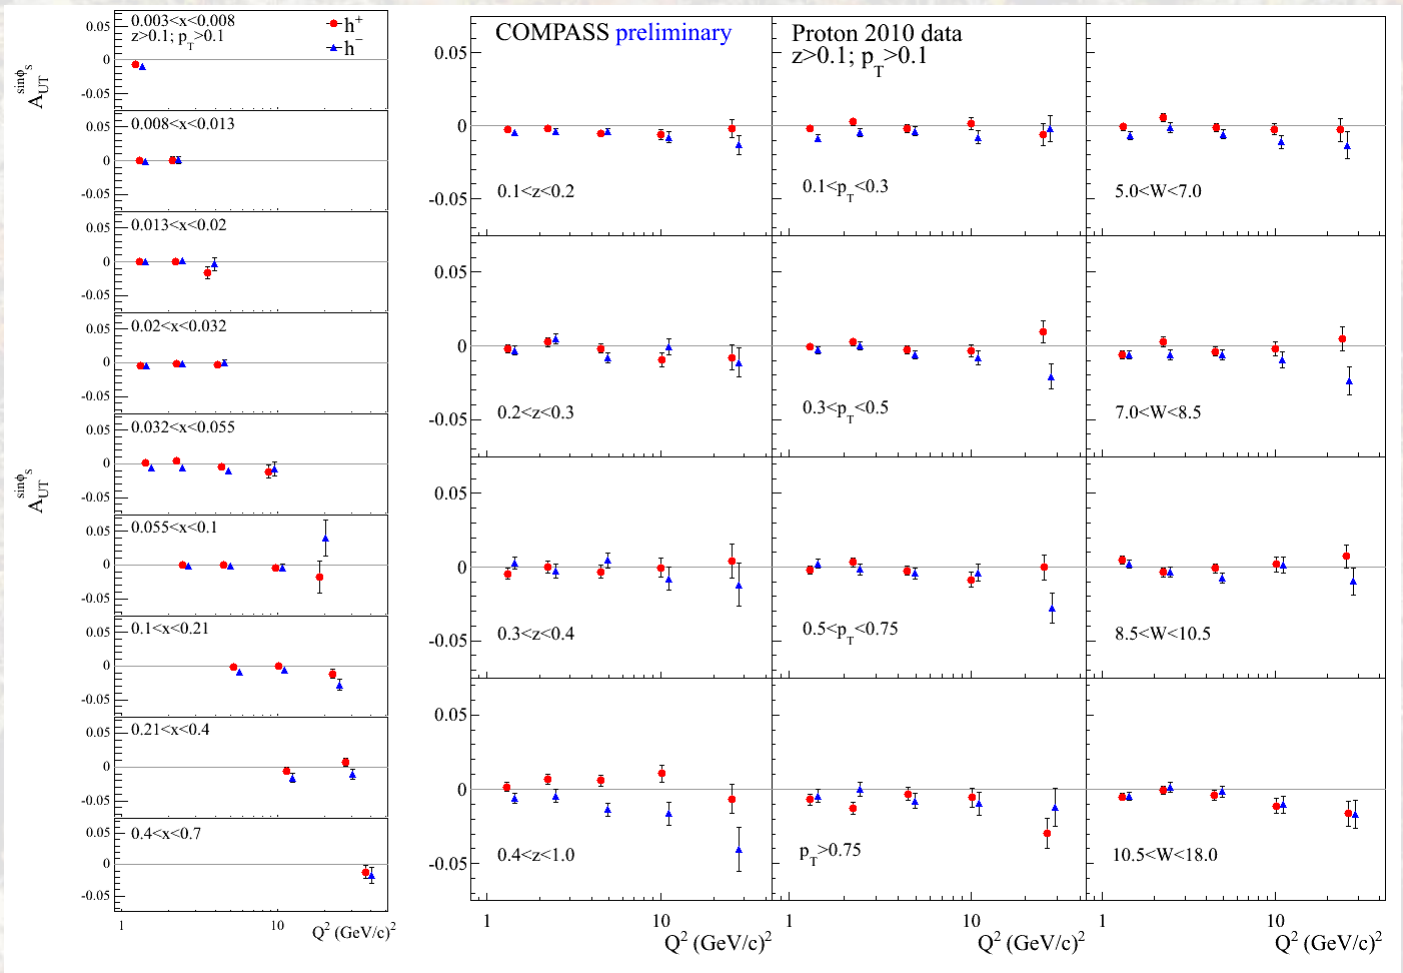 0.003<x<0.008
z>0.1; p_T>0.1
h⁺
h⁻
A_UT^sinϕ_S
0.05
0
-0.05
0.008<x<0.013
0.05
0
-0.05
0.013<x<0.02
0.05
0
-0.05
0.02<x<0.032
0.05
0
-0.05
0.032<x<0.055
0.05
0
-0.05
A_UT^sinϕ_S
0.055<x<0.1
0.05
0
-0.05
0.1<x<0.21
0.05
0
-0.05
0.21<x<0.4
0.05
0
-0.05
0.4<x<0.7
0.05
0
-0.05
1 10
Q² (GeV/c)²
COMPASS preliminary
Proton 2010 data
z>0.1; p_T>0.1
0.05
0
-0.05
0.1<z<0.2
0.1<p_T<0.3
5.0<W<7.0
0.05
0
-0.05
0.2<z<0.3
0.3<p_T<0.5
7.0<W<8.5
0.05
0
-0.05
0.3<z<0.4
0.5<p_T<0.75
8.5<W<10.5
0.05
0
-0.05
0.4<z<1.0
p_T>0.75
10.5<W<18.0
1 10 1 10 1 10
Q² (GeV/c)² Q² (GeV/c)² Q² (GeV/c)²